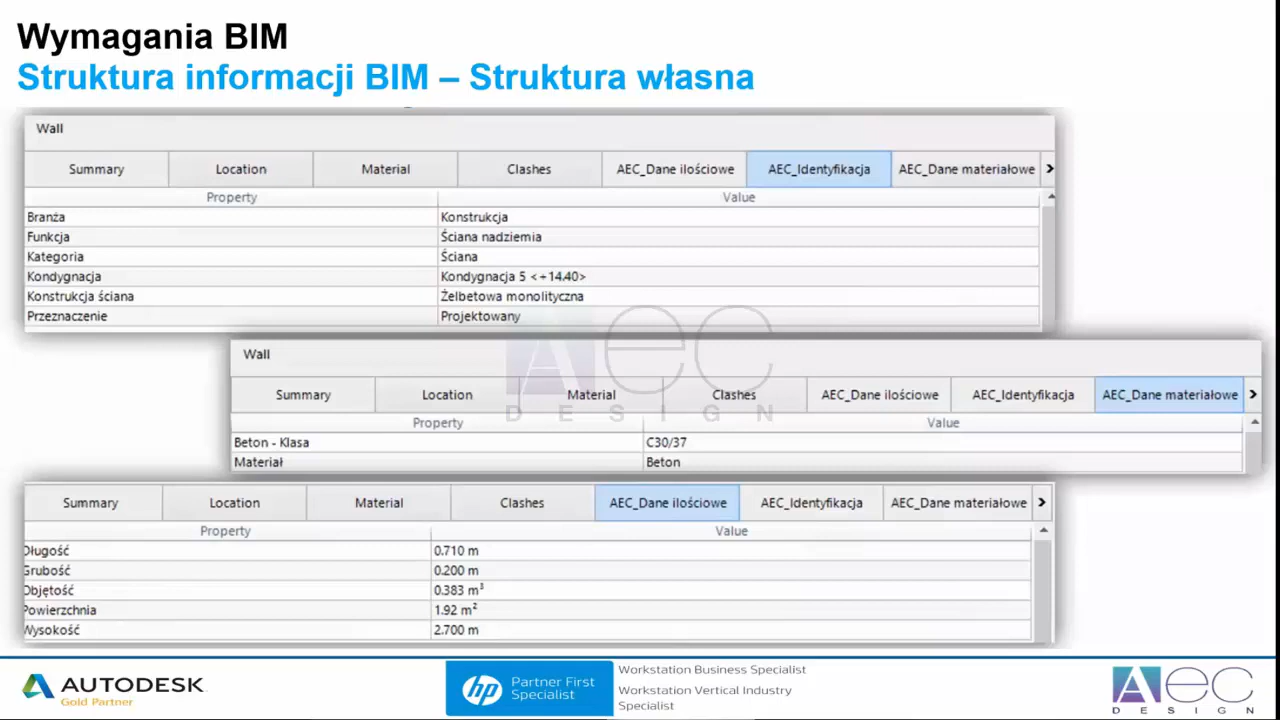 Wymagania BIM
Struktura informacji BIM – Struktura własna
Wall
Summary Location Material Clashes AEC_Dane ilościowe AEC_Identyfikacja AEC_Dane materiałowe >
Property Value
Branża Konstrukcja
Funkcja Ściana nadziemia
Kategoria Ściana
Kondygnacja Kondygnacja 5 <+14.40>
Konstrukcja ściana Żelbetowa monolityczna
Przeznaczenie Projektowany
AEC
DESIGN
Wall
Summary Location Material Clashes AEC_Dane ilościowe AEC_Identyfikacja AEC_Dane materiałowe >
Property Value
Beton - Klasa C30/37
Materiał Beton
Summary Location Material Clashes AEC_Dane ilościowe AEC_Identyfikacja AEC_Dane materiałowe >
Property Value
Długość 0.710 m
Grubość 0.200 m
Objętość 0.383 m³
Powierzchnia 1.92 m²
Wysokość 2.700 m
AUTODESK
Gold Partner
hp Partner First
Specialist
Workstation Business Specialist
Workstation Vertical Industry
Specialist
AEC
DESIGN